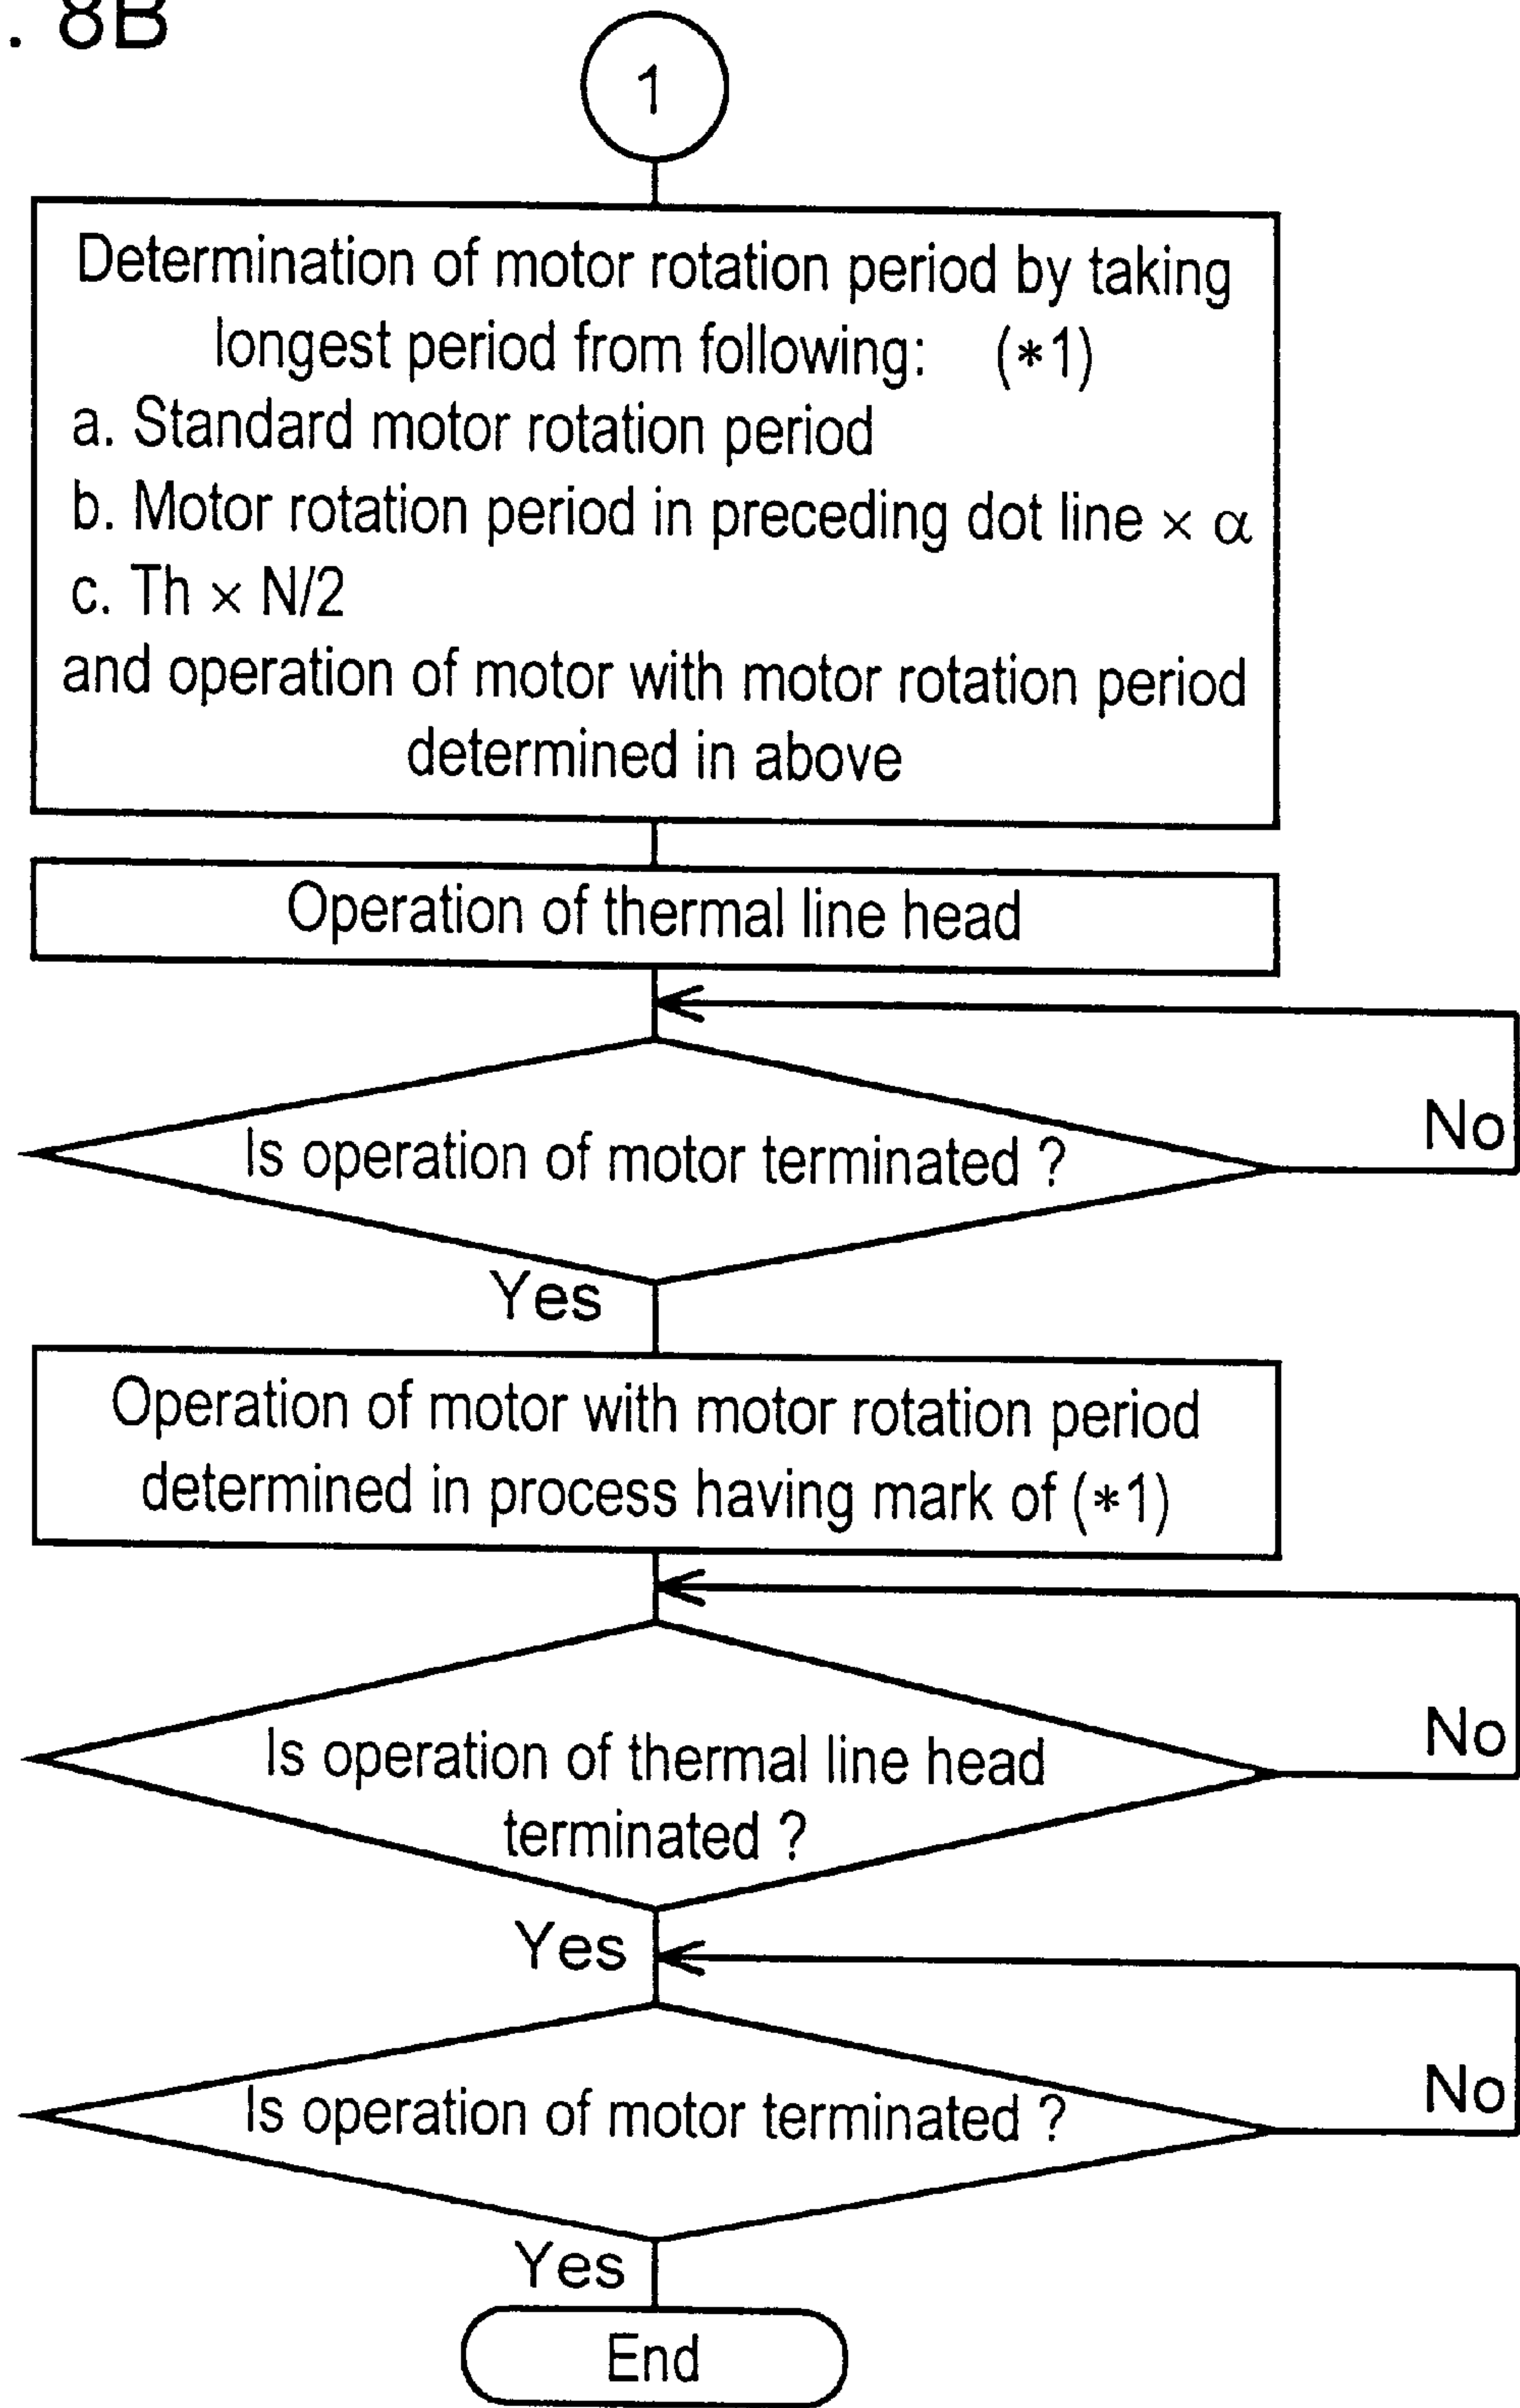 . 8B
1
Determination of motor rotation period by taking
longest period from following: (*1)
a. Standard motor rotation period
b. Motor rotation period in preceding dot line × α
c. Th × N/2
and operation of motor with motor rotation period
determined in above
Operation of thermal line head
Is operation of motor terminated ?
No
Yes
Operation of motor with motor rotation period
determined in process having mark of (*1)
Is operation of thermal line head
terminated ?
No
Yes
Is operation of motor terminated ?
No
Yes
End